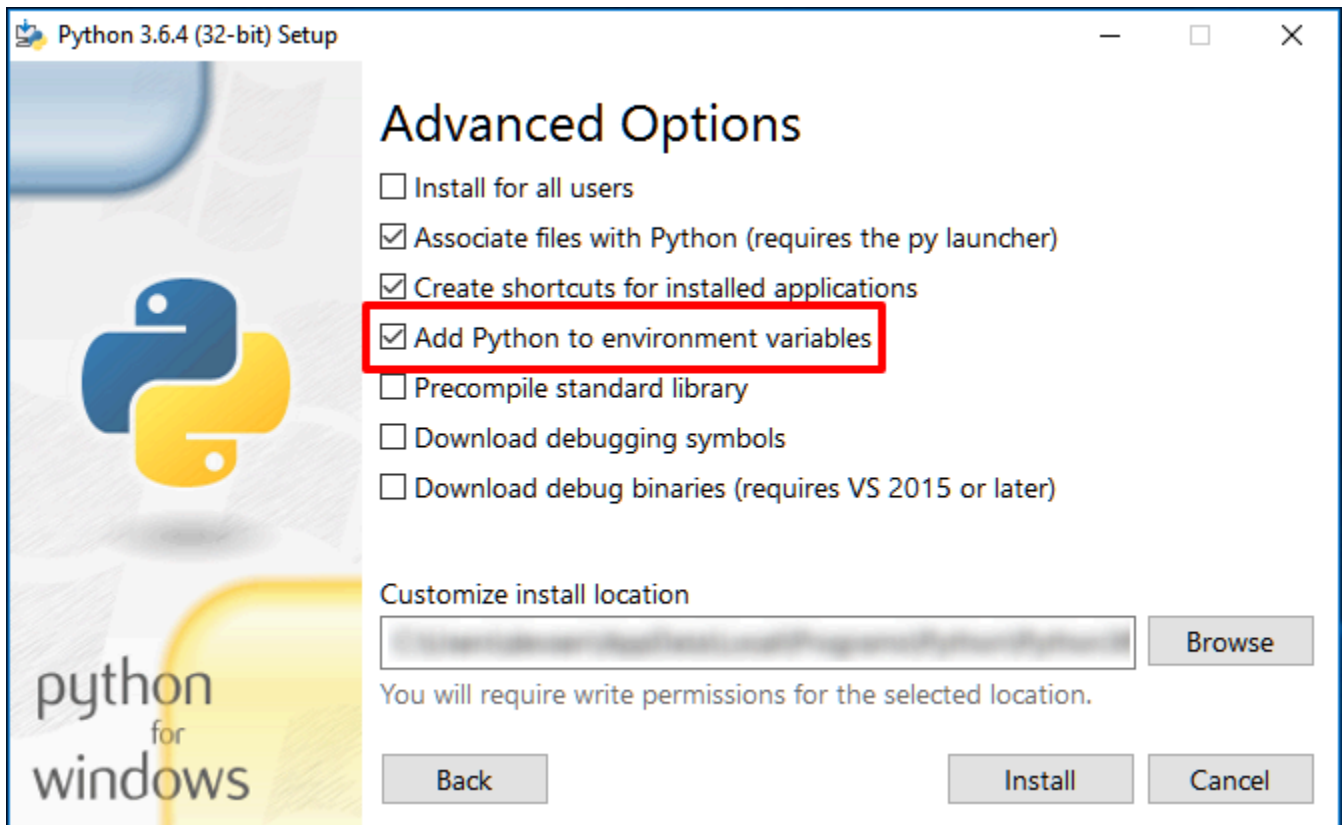 Python 3.6.4 (32-bit) Setup
Advanced Options
Install for all users
Associate files with Python (requires the py launcher)
Create shortcuts for installed applications
Add Python to environment variables
Precompile standard library
Download debugging symbols
Download debug binaries (requires VS 2015 or later)
Customize install location
Browse
You will require write permissions for the selected location.
python
for
windows
Back
Install
Cancel